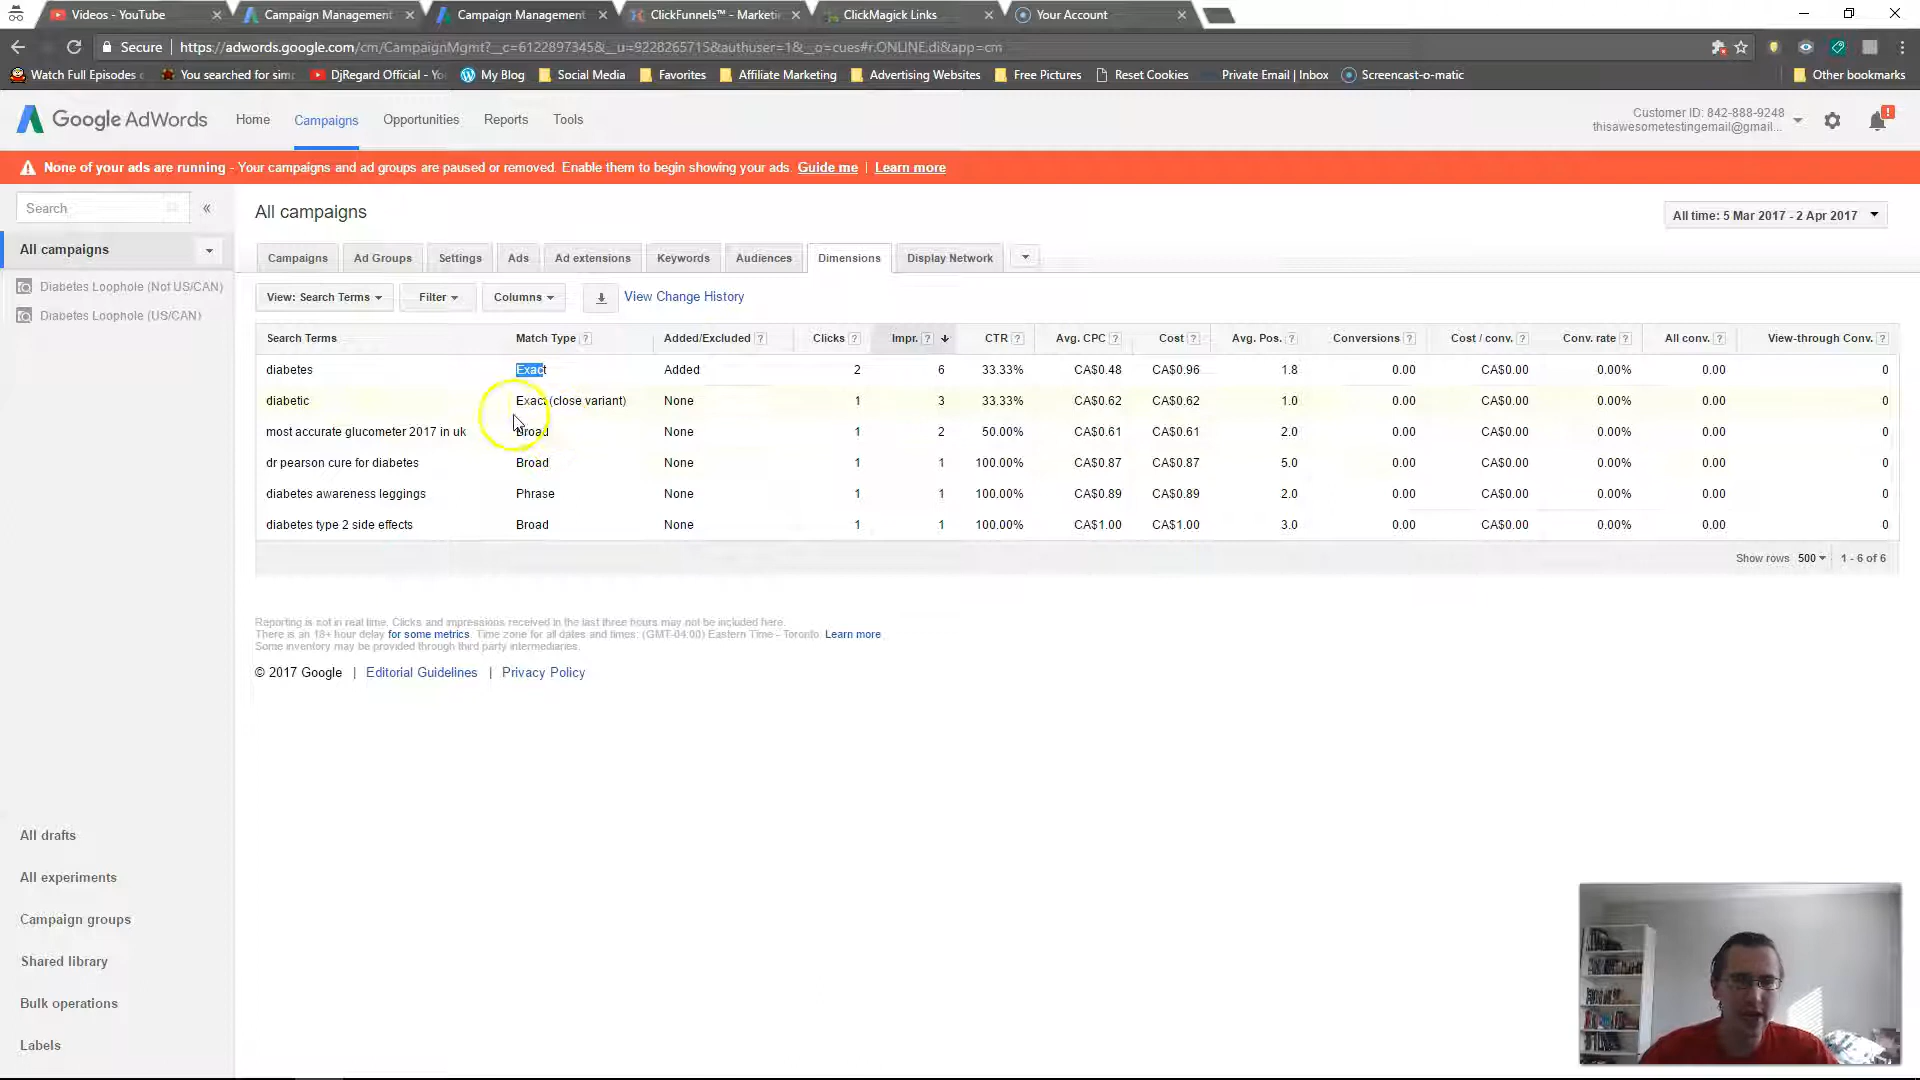 Videos - YouTube
Campaign Management
Campaign Management
ClickFunnels™ - Marketi
ClickMagick Links
Your Account
Secure
https://adwords.google.com/cm/CampaignMgmt?__c=6122897345&__u=9228265715&authuser=1&__o=cues#r.ONLINE.di&app=cm
Watch Full Episodes
You searched for sim
DjRegard Official - Yo
My Blog
Social Media
Favorites
Affiliate Marketing
Advertising Websites
Free Pictures
Reset Cookies
Private Email | Inbox
Screencast-o-matic
Other bookmarks
Google AdWords
Home
Campaigns
Opportunities
Reports
Tools
Customer ID: 842-888-9248
thisawesometestingemail@gmail...
!
None of your ads are running - Your campaigns and ad groups are paused or removed. Enable them to begin showing your ads. Guide me | Learn more
Search
«
All campaigns
All time: 5 Mar 2017 - 2 Apr 2017
All campaigns
Diabetes Loophole (Not US/CAN)
Diabetes Loophole (US/CAN)
Campaigns
Ad Groups
Settings
Ads
Ad extensions
Keywords
Audiences
Dimensions
Display Network
View: Search Terms
Filter
Columns
View Change History
Search Terms Match Type ? Added/Excluded ? Clicks ? Impr. ? CTR ? Avg. CPC ? Cost ? Avg. Pos. ? Conversions ? Cost / conv. ? Conv. rate ? All conv. ? View-through Conv. ?
diabetes Exact Added 2 6 33.33% CA$0.48 CA$0.96 1.8 0.00 CA$0.00 0.00% 0.00 0
diabetic Exact (close variant) None 1 3 33.33% CA$0.62 CA$0.62 1.0 0.00 CA$0.00 0.00% 0.00 0
most accurate glucometer 2017 in uk Broad None 1 2 50.00% CA$0.61 CA$0.61 2.0 0.00 CA$0.00 0.00% 0.00 0
dr pearson cure for diabetes Broad None 1 1 100.00% CA$0.87 CA$0.87 5.0 0.00 CA$0.00 0.00% 0.00 0
diabetes awareness leggings Phrase None 1 1 100.00% CA$0.89 CA$0.89 2.0 0.00 CA$0.00 0.00% 0.00 0
diabetes type 2 side effects Broad None 1 1 100.00% CA$1.00 CA$1.00 3.0 0.00 CA$0.00 0.00% 0.00 0
Show rows 500 1 - 6 of 6
Reporting is not in real time. Clicks and impressions received in the last three hours may not be included here.
There is an 18+ hour delay for some metrics. Time zone for all dates and times: (GMT-04:00) Eastern Time - Toronto Learn more
Some inventory may be provided through third party intermediaries.
© 2017 Google | Editorial Guidelines | Privacy Policy
All drafts
All experiments
Campaign groups
Shared library
Bulk operations
Labels